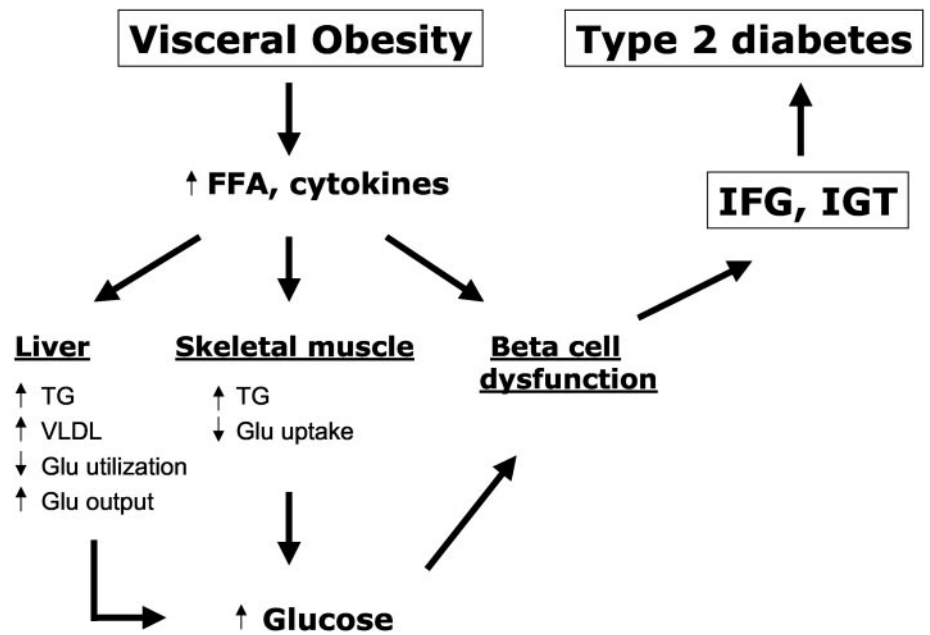 Visceral Obesity
Type 2 diabetes
↑ FFA, cytokines
IFG, IGT
Liver
↑ TG
↑ VLDL
↓ Glu utilization
↑ Glu output
Skeletal muscle
↑ TG
↓ Glu uptake
Beta cell
dysfunction
↑ Glucose